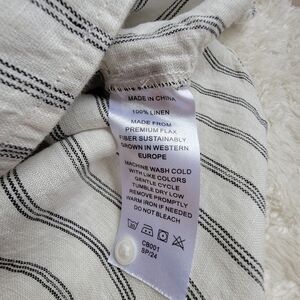 MADE IN CHINA
100% LINEN
MADE FROM
PREMIUM FLAX
FIBER SUSTAINABLY
GROWN IN WESTERN
EUROPE
MACHINE WASH COLD
WITH LIKE COLORS
GENTLE CYCLE
TUMBLE DRY LOW
REMOVE PROMPTLY
WARM IRON IF NEEDED
DO NOT BLEACH
CB001
SP/24